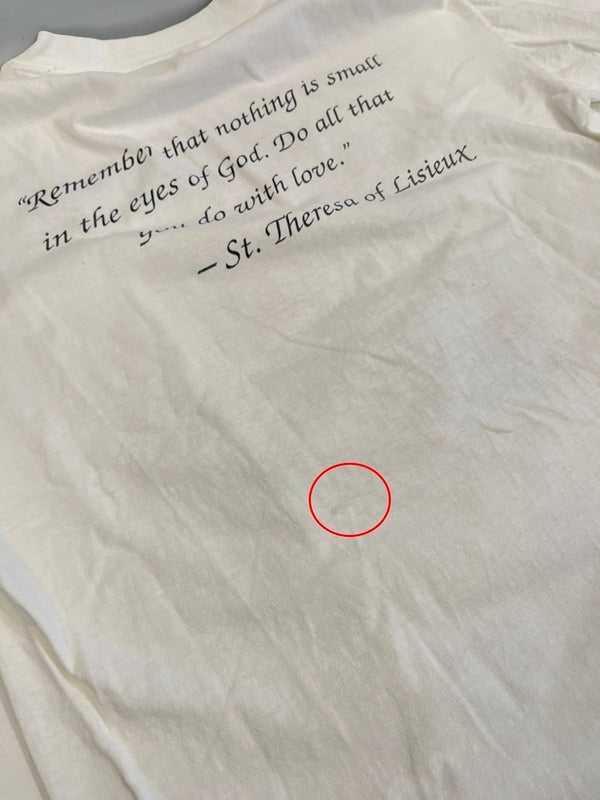 "Remember that nothing is small
in the eyes of God. Do all that
you do with love."
– St. Theresa of Lisieux